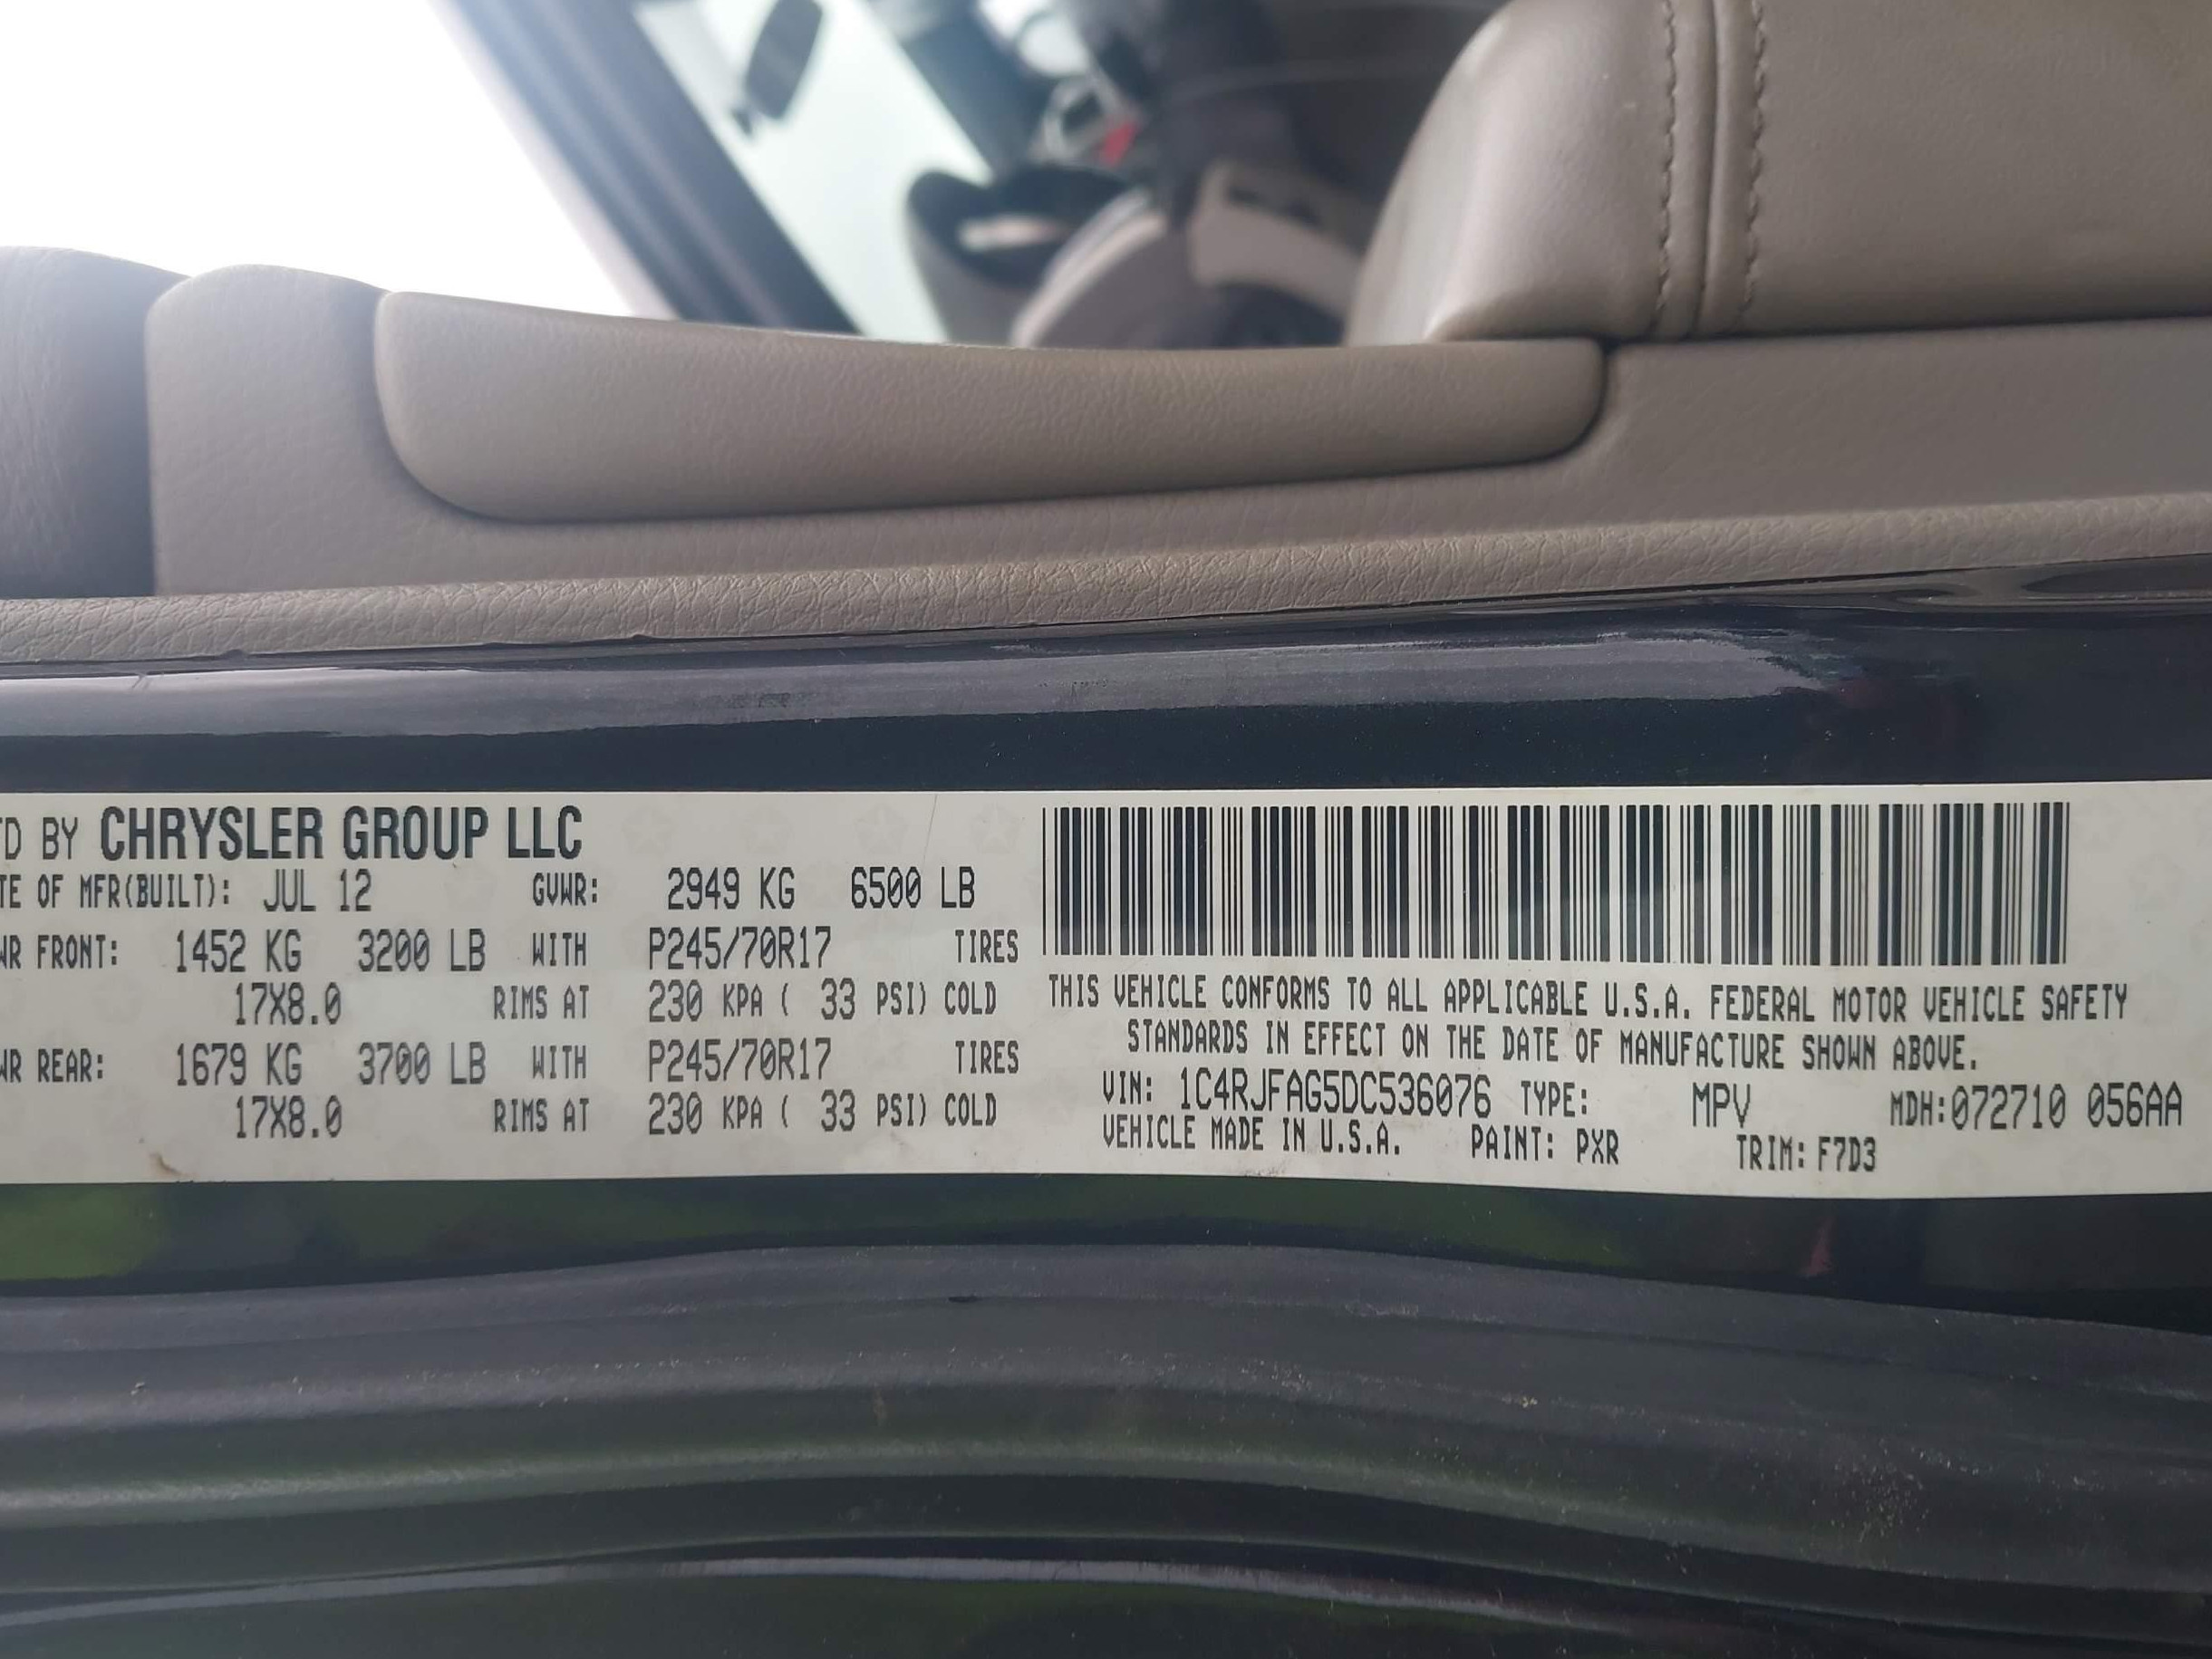 TD BY CHRYSLER GROUP LLC
TE OF MFR(BUILT): JUL 12 GVWR: 2949 KG 6500 LB
WR FRONT: 1452 KG 3200 LB WITH P245/70R17 TIRES
17X8.0 RIMS AT 230 KPA ( 33 PSI) COLD
WR REAR: 1679 KG 3700 LB WITH P245/70R17 TIRES
17X8.0 RIMS AT 230 KPA ( 33 PSI) COLD
THIS VEHICLE CONFORMS TO ALL APPLICABLE U.S.A. FEDERAL MOTOR VEHICLE SAFETY
STANDARDS IN EFFECT ON THE DATE OF MANUFACTURE SHOWN ABOVE.
VIN: 1C4RJFAG5DC536076 TYPE: MPV MDH:072710 056AA
VEHICLE MADE IN U.S.A. PAINT: PXR TRIM: F7D3